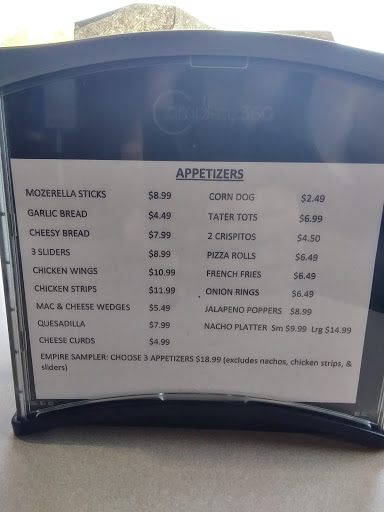 APPETIZERS
MOZERELLA STICKS $8.99
GARLIC BREAD $4.49
CHEESY BREAD $7.99
3 SLIDERS $8.99
CHICKEN WINGS $10.99
CHICKEN STRIPS $11.99
MAC & CHEESE WEDGES $5.49
QUESADILLA $7.99
CHEESE CURDS $4.99
CORN DOG $2.49
TATER TOTS $6.99
2 CRISPITOS $4.50
PIZZA ROLLS $6.49
FRENCH FRIES $6.49
ONION RINGS $6.49
JALAPENO POPPERS $8.99
NACHO PLATTER Sm $9.99 Lrg $14.99
EMPIRE SAMPLER: CHOOSE 3 APPETIZERS $18.99 (excludes nachos, chicken strips, &
sliders)